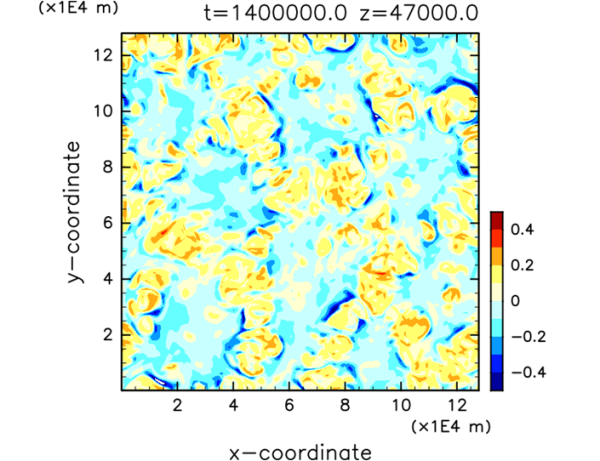 (×1E4 m)
t=1400000.0 z=47000.0
12
10
8
6
4
2
y−coordinate
0.4
0.2
0
−0.2
−0.4
2 4 6 8 10 12
(×1E4 m)
x−coordinate